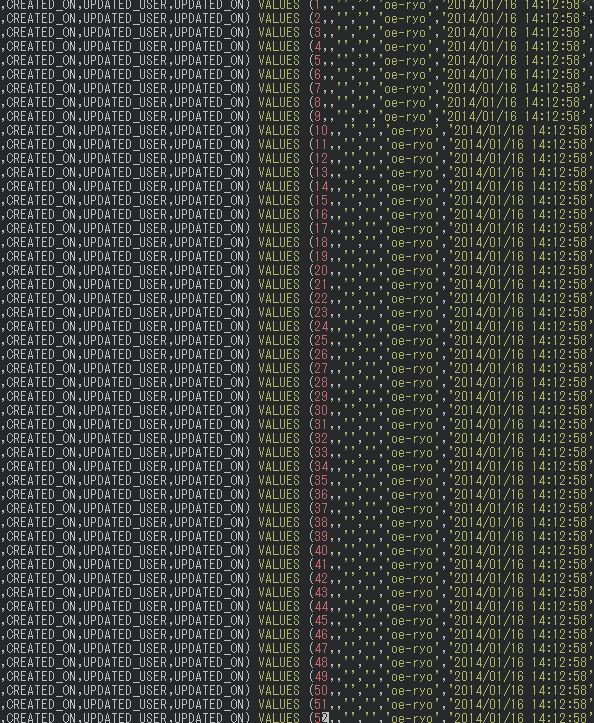 ,CREATED_ON,UPDATED_USER,UPDATED_ON) VALUES (1,,'','','oe-ryo','2014/01/16 14:12:58',
,CREATED_ON,UPDATED_USER,UPDATED_ON) VALUES (2,,'','','oe-ryo','2014/01/16 14:12:58',
,CREATED_ON,UPDATED_USER,UPDATED_ON) VALUES (3,,'','','oe-ryo','2014/01/16 14:12:58',
,CREATED_ON,UPDATED_USER,UPDATED_ON) VALUES (4,,'','','oe-ryo','2014/01/16 14:12:58',
,CREATED_ON,UPDATED_USER,UPDATED_ON) VALUES (5,,'','','oe-ryo','2014/01/16 14:12:58',
,CREATED_ON,UPDATED_USER,UPDATED_ON) VALUES (6,,'','','oe-ryo','2014/01/16 14:12:58',
,CREATED_ON,UPDATED_USER,UPDATED_ON) VALUES (7,,'','','oe-ryo','2014/01/16 14:12:58',
,CREATED_ON,UPDATED_USER,UPDATED_ON) VALUES (8,,'','','oe-ryo','2014/01/16 14:12:58',
,CREATED_ON,UPDATED_USER,UPDATED_ON) VALUES (9,,'','','oe-ryo','2014/01/16 14:12:58',
,CREATED_ON,UPDATED_USER,UPDATED_ON) VALUES (10,,'','','oe-ryo','2014/01/16 14:12:58'
,CREATED_ON,UPDATED_USER,UPDATED_ON) VALUES (11,,'','','oe-ryo','2014/01/16 14:12:58'
,CREATED_ON,UPDATED_USER,UPDATED_ON) VALUES (12,,'','','oe-ryo','2014/01/16 14:12:58'
,CREATED_ON,UPDATED_USER,UPDATED_ON) VALUES (13,,'','','oe-ryo','2014/01/16 14:12:58'
,CREATED_ON,UPDATED_USER,UPDATED_ON) VALUES (14,,'','','oe-ryo','2014/01/16 14:12:58'
,CREATED_ON,UPDATED_USER,UPDATED_ON) VALUES (15,,'','','oe-ryo','2014/01/16 14:12:58'
,CREATED_ON,UPDATED_USER,UPDATED_ON) VALUES (16,,'','','oe-ryo','2014/01/16 14:12:58'
,CREATED_ON,UPDATED_USER,UPDATED_ON) VALUES (17,,'','','oe-ryo','2014/01/16 14:12:58'
,CREATED_ON,UPDATED_USER,UPDATED_ON) VALUES (18,,'','','oe-ryo','2014/01/16 14:12:58'
,CREATED_ON,UPDATED_USER,UPDATED_ON) VALUES (19,,'','','oe-ryo','2014/01/16 14:12:58'
,CREATED_ON,UPDATED_USER,UPDATED_ON) VALUES (20,,'','','oe-ryo','2014/01/16 14:12:58'
,CREATED_ON,UPDATED_USER,UPDATED_ON) VALUES (21,,'','','oe-ryo','2014/01/16 14:12:58'
,CREATED_ON,UPDATED_USER,UPDATED_ON) VALUES (22,,'','','oe-ryo','2014/01/16 14:12:58'
,CREATED_ON,UPDATED_USER,UPDATED_ON) VALUES (23,,'','','oe-ryo','2014/01/16 14:12:58'
,CREATED_ON,UPDATED_USER,UPDATED_ON) VALUES (24,,'','','oe-ryo','2014/01/16 14:12:58'
,CREATED_ON,UPDATED_USER,UPDATED_ON) VALUES (25,,'','','oe-ryo','2014/01/16 14:12:58'
,CREATED_ON,UPDATED_USER,UPDATED_ON) VALUES (26,,'','','oe-ryo','2014/01/16 14:12:58'
,CREATED_ON,UPDATED_USER,UPDATED_ON) VALUES (27,,'','','oe-ryo','2014/01/16 14:12:58'
,CREATED_ON,UPDATED_USER,UPDATED_ON) VALUES (28,,'','','oe-ryo','2014/01/16 14:12:58'
,CREATED_ON,UPDATED_USER,UPDATED_ON) VALUES (29,,'','','oe-ryo','2014/01/16 14:12:58'
,CREATED_ON,UPDATED_USER,UPDATED_ON) VALUES (30,,'','','oe-ryo','2014/01/16 14:12:58'
,CREATED_ON,UPDATED_USER,UPDATED_ON) VALUES (31,,'','','oe-ryo','2014/01/16 14:12:58'
,CREATED_ON,UPDATED_USER,UPDATED_ON) VALUES (32,,'','','oe-ryo','2014/01/16 14:12:58'
,CREATED_ON,UPDATED_USER,UPDATED_ON) VALUES (33,,'','','oe-ryo','2014/01/16 14:12:58'
,CREATED_ON,UPDATED_USER,UPDATED_ON) VALUES (34,,'','','oe-ryo','2014/01/16 14:12:58'
,CREATED_ON,UPDATED_USER,UPDATED_ON) VALUES (35,,'','','oe-ryo','2014/01/16 14:12:58'
,CREATED_ON,UPDATED_USER,UPDATED_ON) VALUES (36,,'','','oe-ryo','2014/01/16 14:12:58'
,CREATED_ON,UPDATED_USER,UPDATED_ON) VALUES (37,,'','','oe-ryo','2014/01/16 14:12:58'
,CREATED_ON,UPDATED_USER,UPDATED_ON) VALUES (38,,'','','oe-ryo','2014/01/16 14:12:58'
,CREATED_ON,UPDATED_USER,UPDATED_ON) VALUES (39,,'','','oe-ryo','2014/01/16 14:12:58'
,CREATED_ON,UPDATED_USER,UPDATED_ON) VALUES (40,,'','','oe-ryo','2014/01/16 14:12:58'
,CREATED_ON,UPDATED_USER,UPDATED_ON) VALUES (41,,'','','oe-ryo','2014/01/16 14:12:58'
,CREATED_ON,UPDATED_USER,UPDATED_ON) VALUES (42,,'','','oe-ryo','2014/01/16 14:12:58'
,CREATED_ON,UPDATED_USER,UPDATED_ON) VALUES (43,,'','','oe-ryo','2014/01/16 14:12:58'
,CREATED_ON,UPDATED_USER,UPDATED_ON) VALUES (44,,'','','oe-ryo','2014/01/16 14:12:58'
,CREATED_ON,UPDATED_USER,UPDATED_ON) VALUES (45,,'','','oe-ryo','2014/01/16 14:12:58'
,CREATED_ON,UPDATED_USER,UPDATED_ON) VALUES (46,,'','','oe-ryo','2014/01/16 14:12:58'
,CREATED_ON,UPDATED_USER,UPDATED_ON) VALUES (47,,'','','oe-ryo','2014/01/16 14:12:58'
,CREATED_ON,UPDATED_USER,UPDATED_ON) VALUES (48,,'','','oe-ryo','2014/01/16 14:12:58'
,CREATED_ON,UPDATED_USER,UPDATED_ON) VALUES (49,,'','','oe-ryo','2014/01/16 14:12:58'
,CREATED_ON,UPDATED_USER,UPDATED_ON) VALUES (50,,'','','oe-ryo','2014/01/16 14:12:58'
,CREATED_ON,UPDATED_USER,UPDATED_ON) VALUES (51,,'','','oe-ryo','2014/01/16 14:12:58'
,CREATED_ON,UPDATED_USER,UPDATED_ON) VALUES (52,,'','','oe-ryo','2014/01/16 14:12:58'